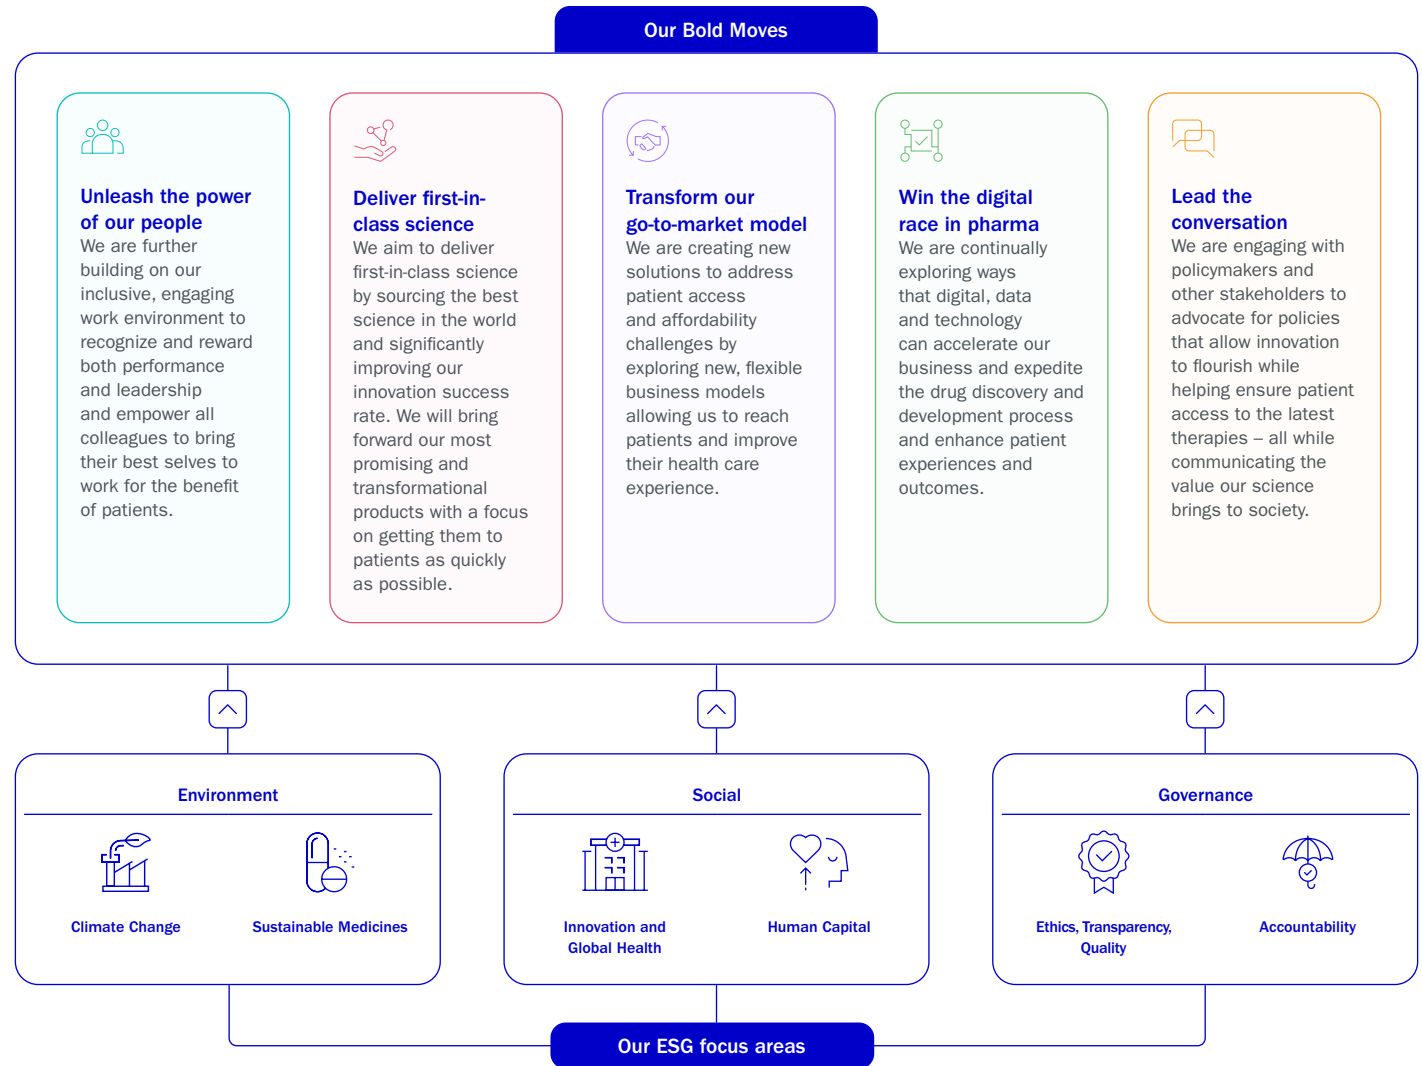 Our Bold Moves
Unleash the power
of our people
We are further
building on our
inclusive, engaging
work environment to
recognize and reward
both performance
and leadership
and empower all
colleagues to bring
their best selves to
work for the benefit
of patients.
Deliver first-in-
class science
We aim to deliver
first-in-class science
by sourcing the best
science in the world
and significantly
improving our
innovation success
rate. We will bring
forward our most
promising and
transformational
products with a focus
on getting them to
patients as quickly
as possible.
Transform our
go-to-market model
We are creating new
solutions to address
patient access
and affordability
challenges by
exploring new, flexible
business models
allowing us to reach
patients and improve
their health care
experience.
Win the digital
race in pharma
We are continually
exploring ways
that digital, data
and technology
can accelerate our
business and expedite
the drug discovery and
development process
and enhance patient
experiences and
outcomes.
Lead the
conversation
We are engaging with
policymakers and
other stakeholders to
advocate for policies
that allow innovation
to flourish while
helping ensure patient
access to the latest
therapies – all while
communicating the
value our science
brings to society.
Environment
Climate Change
Sustainable Medicines
Social
Innovation and
Global Health
Human Capital
Governance
Ethics, Transparency,
Quality
Accountability
Our ESG focus areas